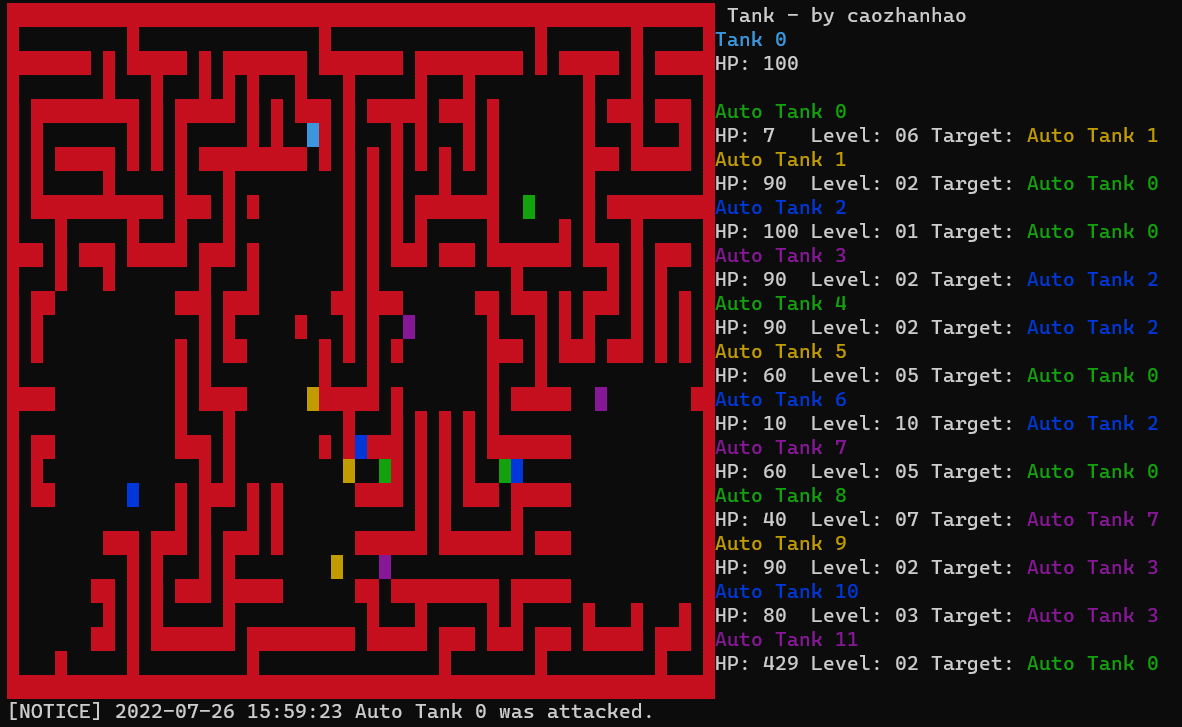 Tank - by caozhanhao
Tank 0
HP: 100
Auto Tank 0
HP: 7 Level: 06 Target: Auto Tank 1
Auto Tank 1
HP: 90 Level: 02 Target: Auto Tank 0
Auto Tank 2
HP: 100 Level: 01 Target: Auto Tank 0
Auto Tank 3
HP: 90 Level: 02 Target: Auto Tank 2
Auto Tank 4
HP: 90 Level: 02 Target: Auto Tank 2
Auto Tank 5
HP: 60 Level: 05 Target: Auto Tank 0
Auto Tank 6
HP: 10 Level: 10 Target: Auto Tank 2
Auto Tank 7
HP: 60 Level: 05 Target: Auto Tank 0
Auto Tank 8
HP: 40 Level: 07 Target: Auto Tank 7
Auto Tank 9
HP: 90 Level: 02 Target: Auto Tank 3
Auto Tank 10
HP: 80 Level: 03 Target: Auto Tank 3
Auto Tank 11
HP: 429 Level: 02 Target: Auto Tank 0
[NOTICE] 2022-07-26 15:59:23 Auto Tank 0 was attacked.